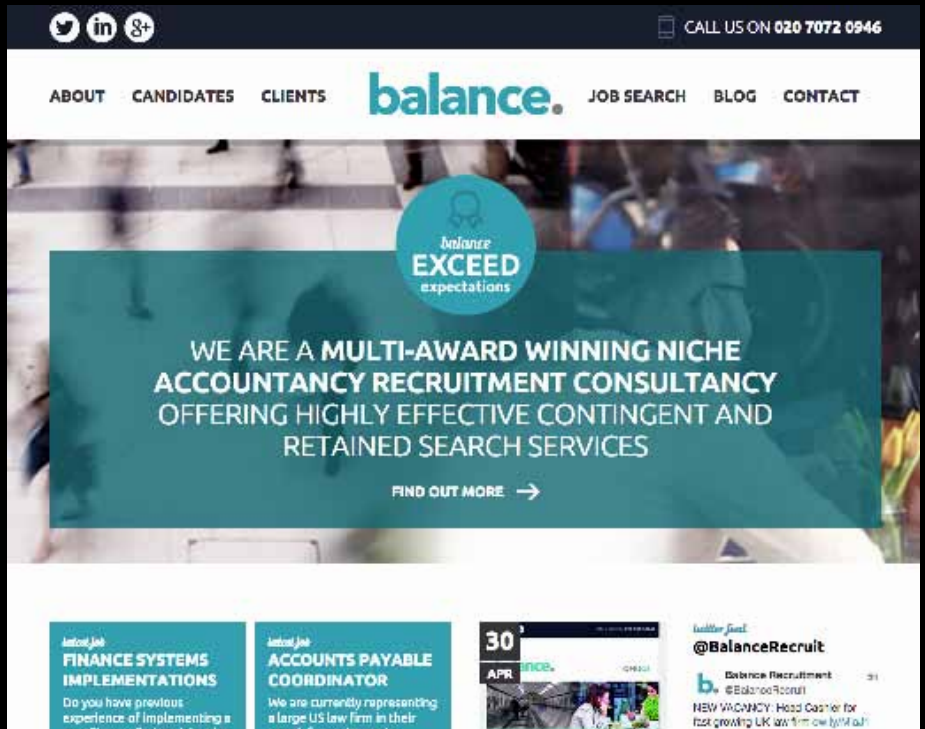 CALL US ON 020 7072 0946
ABOUT CANDIDATES CLIENTS balance. JOB SEARCH BLOG CONTACT
balance
EXCEED
expectations
WE ARE A MULTI-AWARD WINNING NICHE
ACCOUNTANCY RECRUITMENT CONSULTANCY
OFFERING HIGHLY EFFECTIVE CONTINGENT AND
RETAINED SEARCH SERVICES
FIND OUT MORE
latest job
FINANCE SYSTEMS
IMPLEMENTATIONS
Do you have previous
experience of implementing a
latest job
ACCOUNTS PAYABLE
COORDINATOR
We are currently representing
a large US law firm in their
30
APR
twitter feed
@BalanceRecruit
Balance Recruitment
@BalanceRecruit
NEW VACANCY: Head Cashier for
fast growing UK law firm